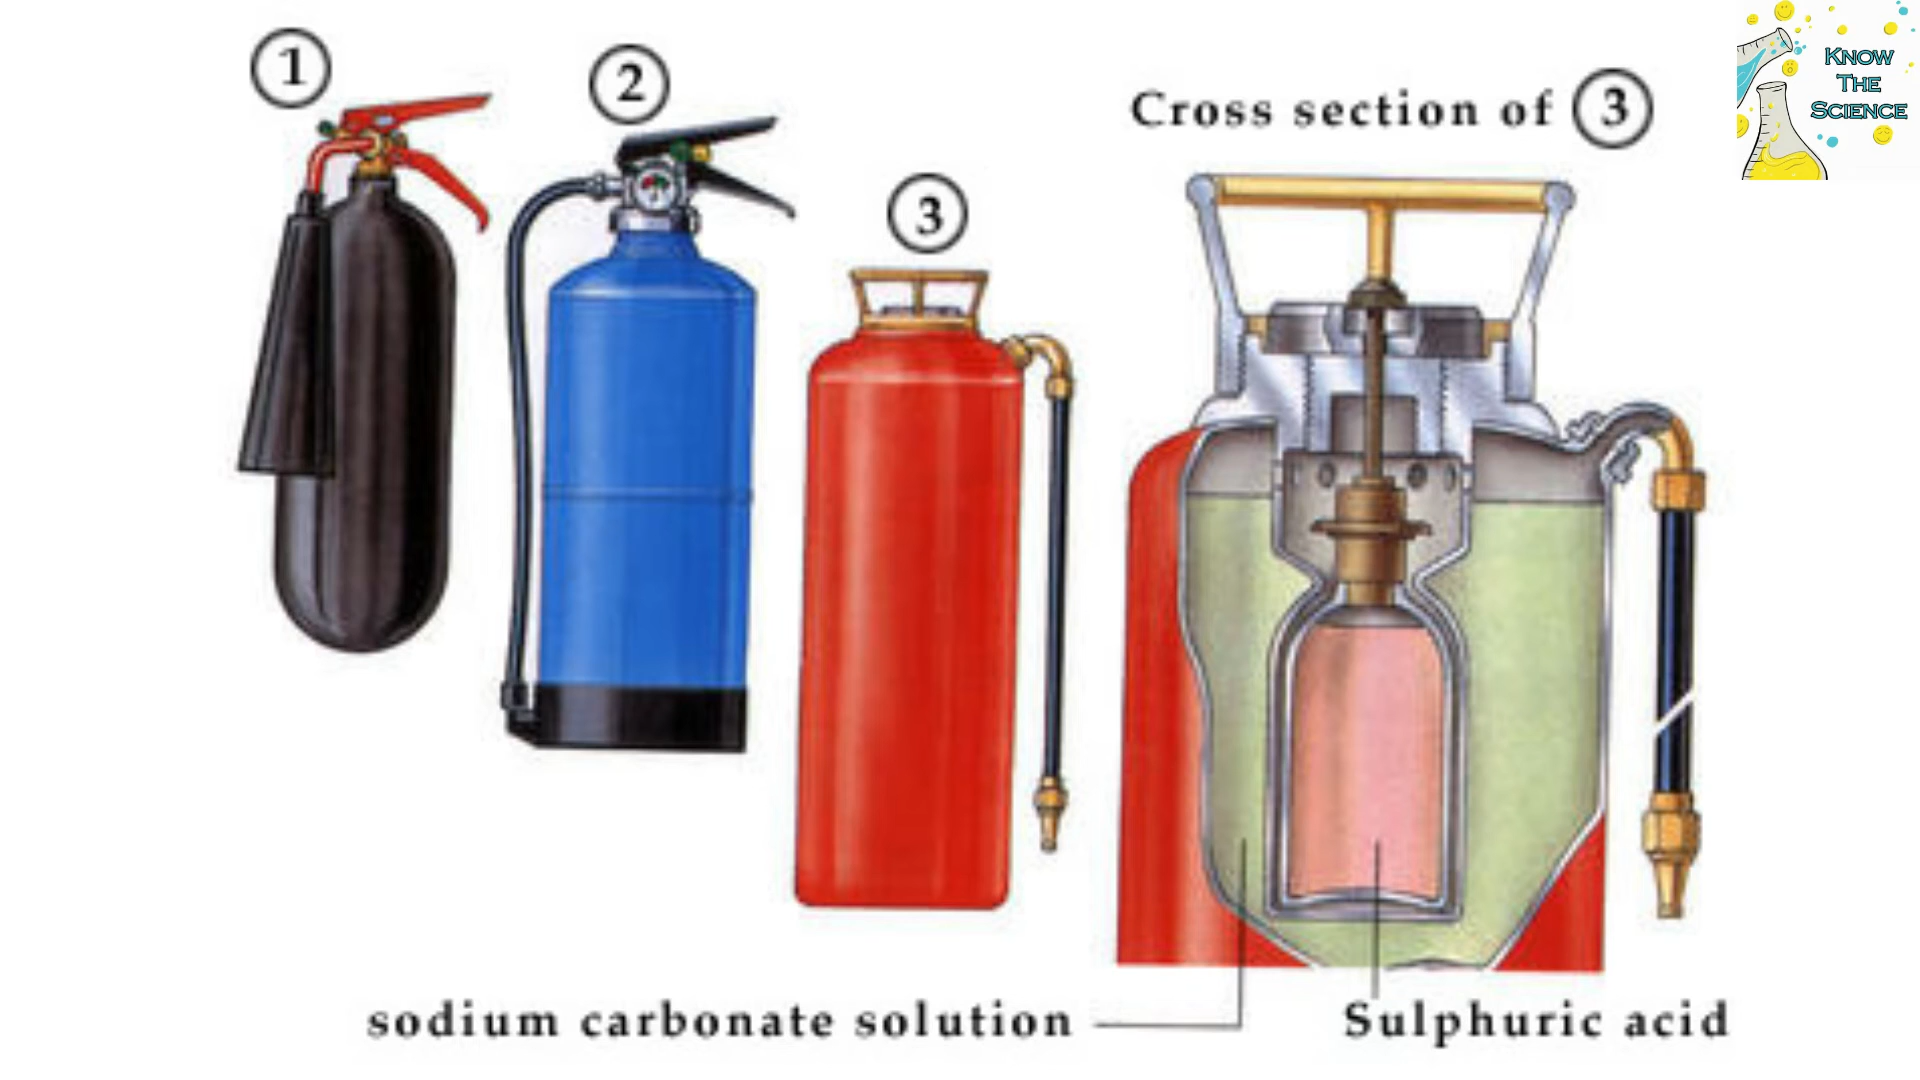 1
2
3
Cross section of 3
KNOW
THE
SCIENCE
sodium carbonate solution
Sulphuric acid